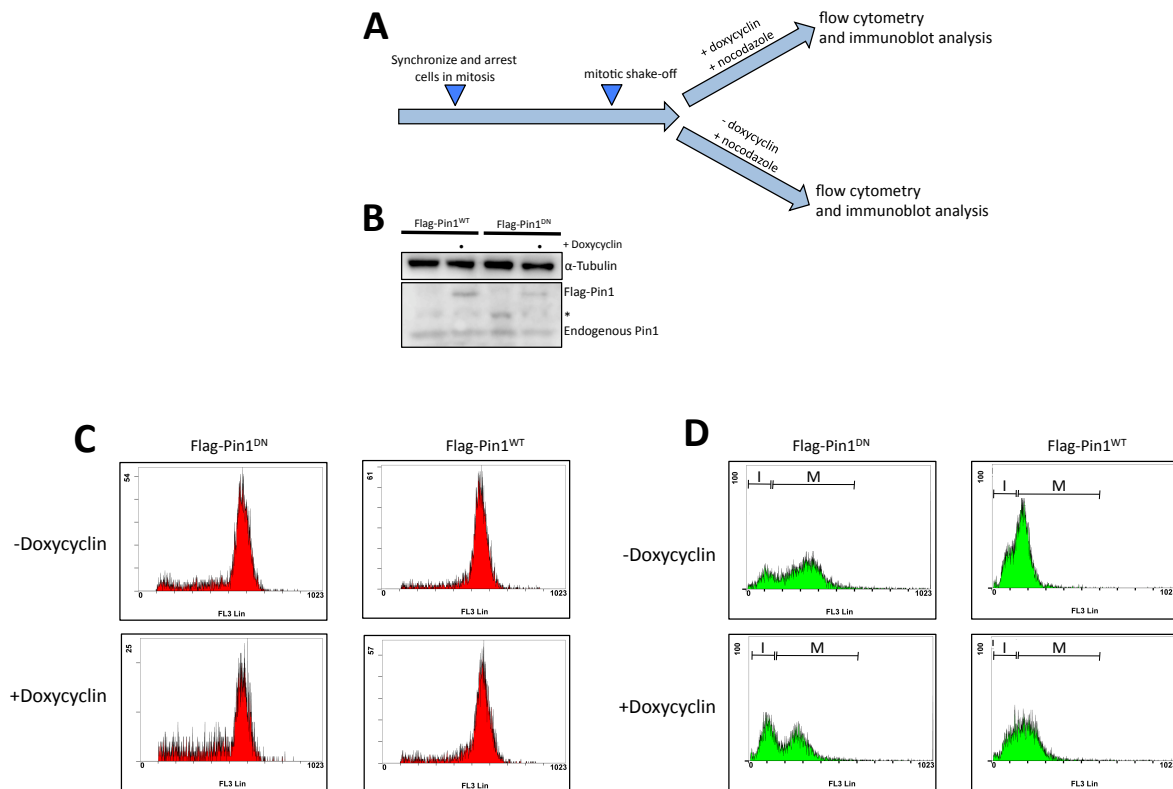 A
Synchronize and arrest
cells in mitosis
mitotic shake-off
+ doxycyclin
+ nocodazole
flow cytometry
and immunoblot analysis
- doxycyclin
+ nocodazole
flow cytometry
and immunoblot analysis
B
Flag-Pin1WT Flag-Pin1DN
• • + Doxycyclin
α-Tubulin
Flag-Pin1
*
Endogenous Pin1
C
Flag-Pin1DN Flag-Pin1WT
-Doxycyclin
54
0 1023
FL3 Lin
61
0 1023
FL3 Lin
+Doxycyclin
25
0 1023
FL3 Lin
57
0 1023
FL3 Lin
D
Flag-Pin1DN Flag-Pin1WT
-Doxycyclin
100
I M
0 1023
FL3 Lin
100
I M
0 1023
FL3 Lin
+Doxycyclin
100
I M
0 1023
FL3 Lin
100
I M
0 1023
FL3 Lin